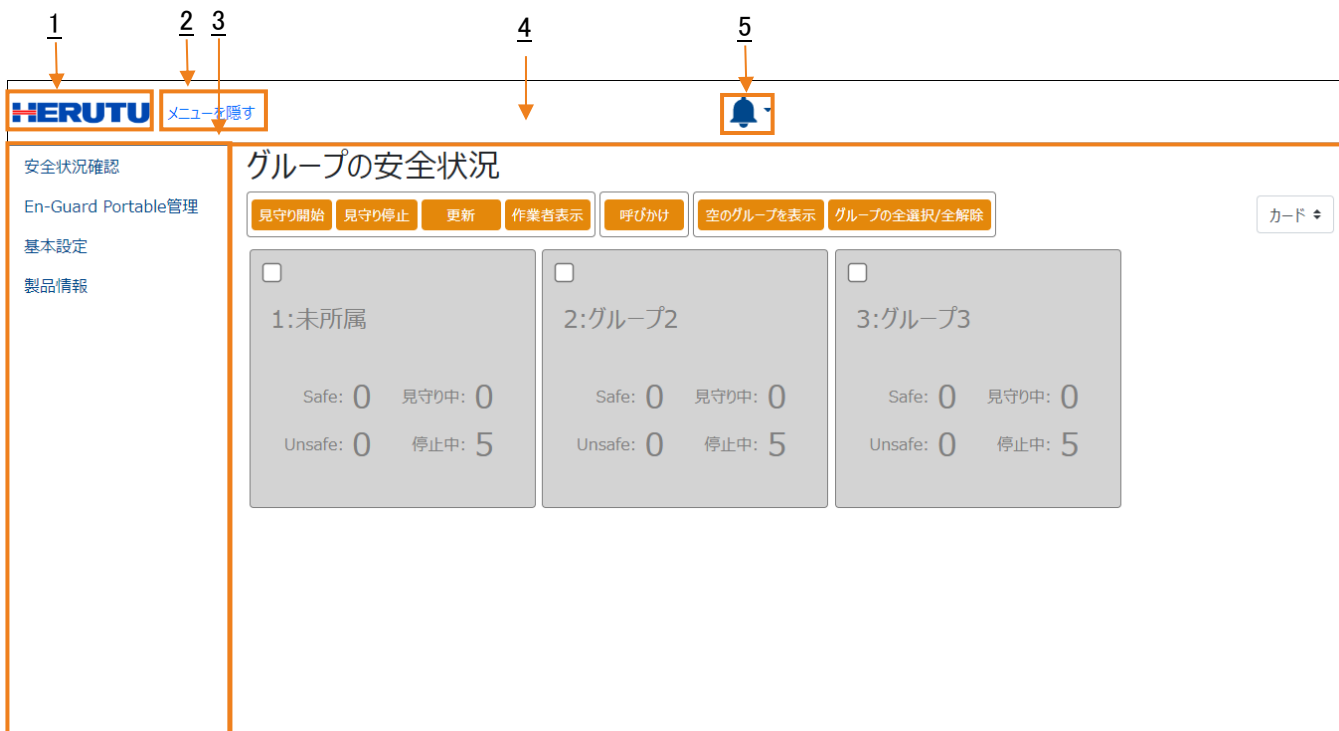 1 2 3 4 5
HERUTU メニューを隠す
安全状況確認
En-Guard Portable管理
基本設定
製品情報
グループの安全状況
見守り開始 見守り停止 更新 作業者表示 呼びかけ 空のグループを表示 グループの全選択/全解除 カード
1:未所属
Safe: 0 見守り中: 0
Unsafe: 0 停止中: 5
2:グループ2
Safe: 0 見守り中: 0
Unsafe: 0 停止中: 5
3:グループ3
Safe: 0 見守り中: 0
Unsafe: 0 停止中: 5